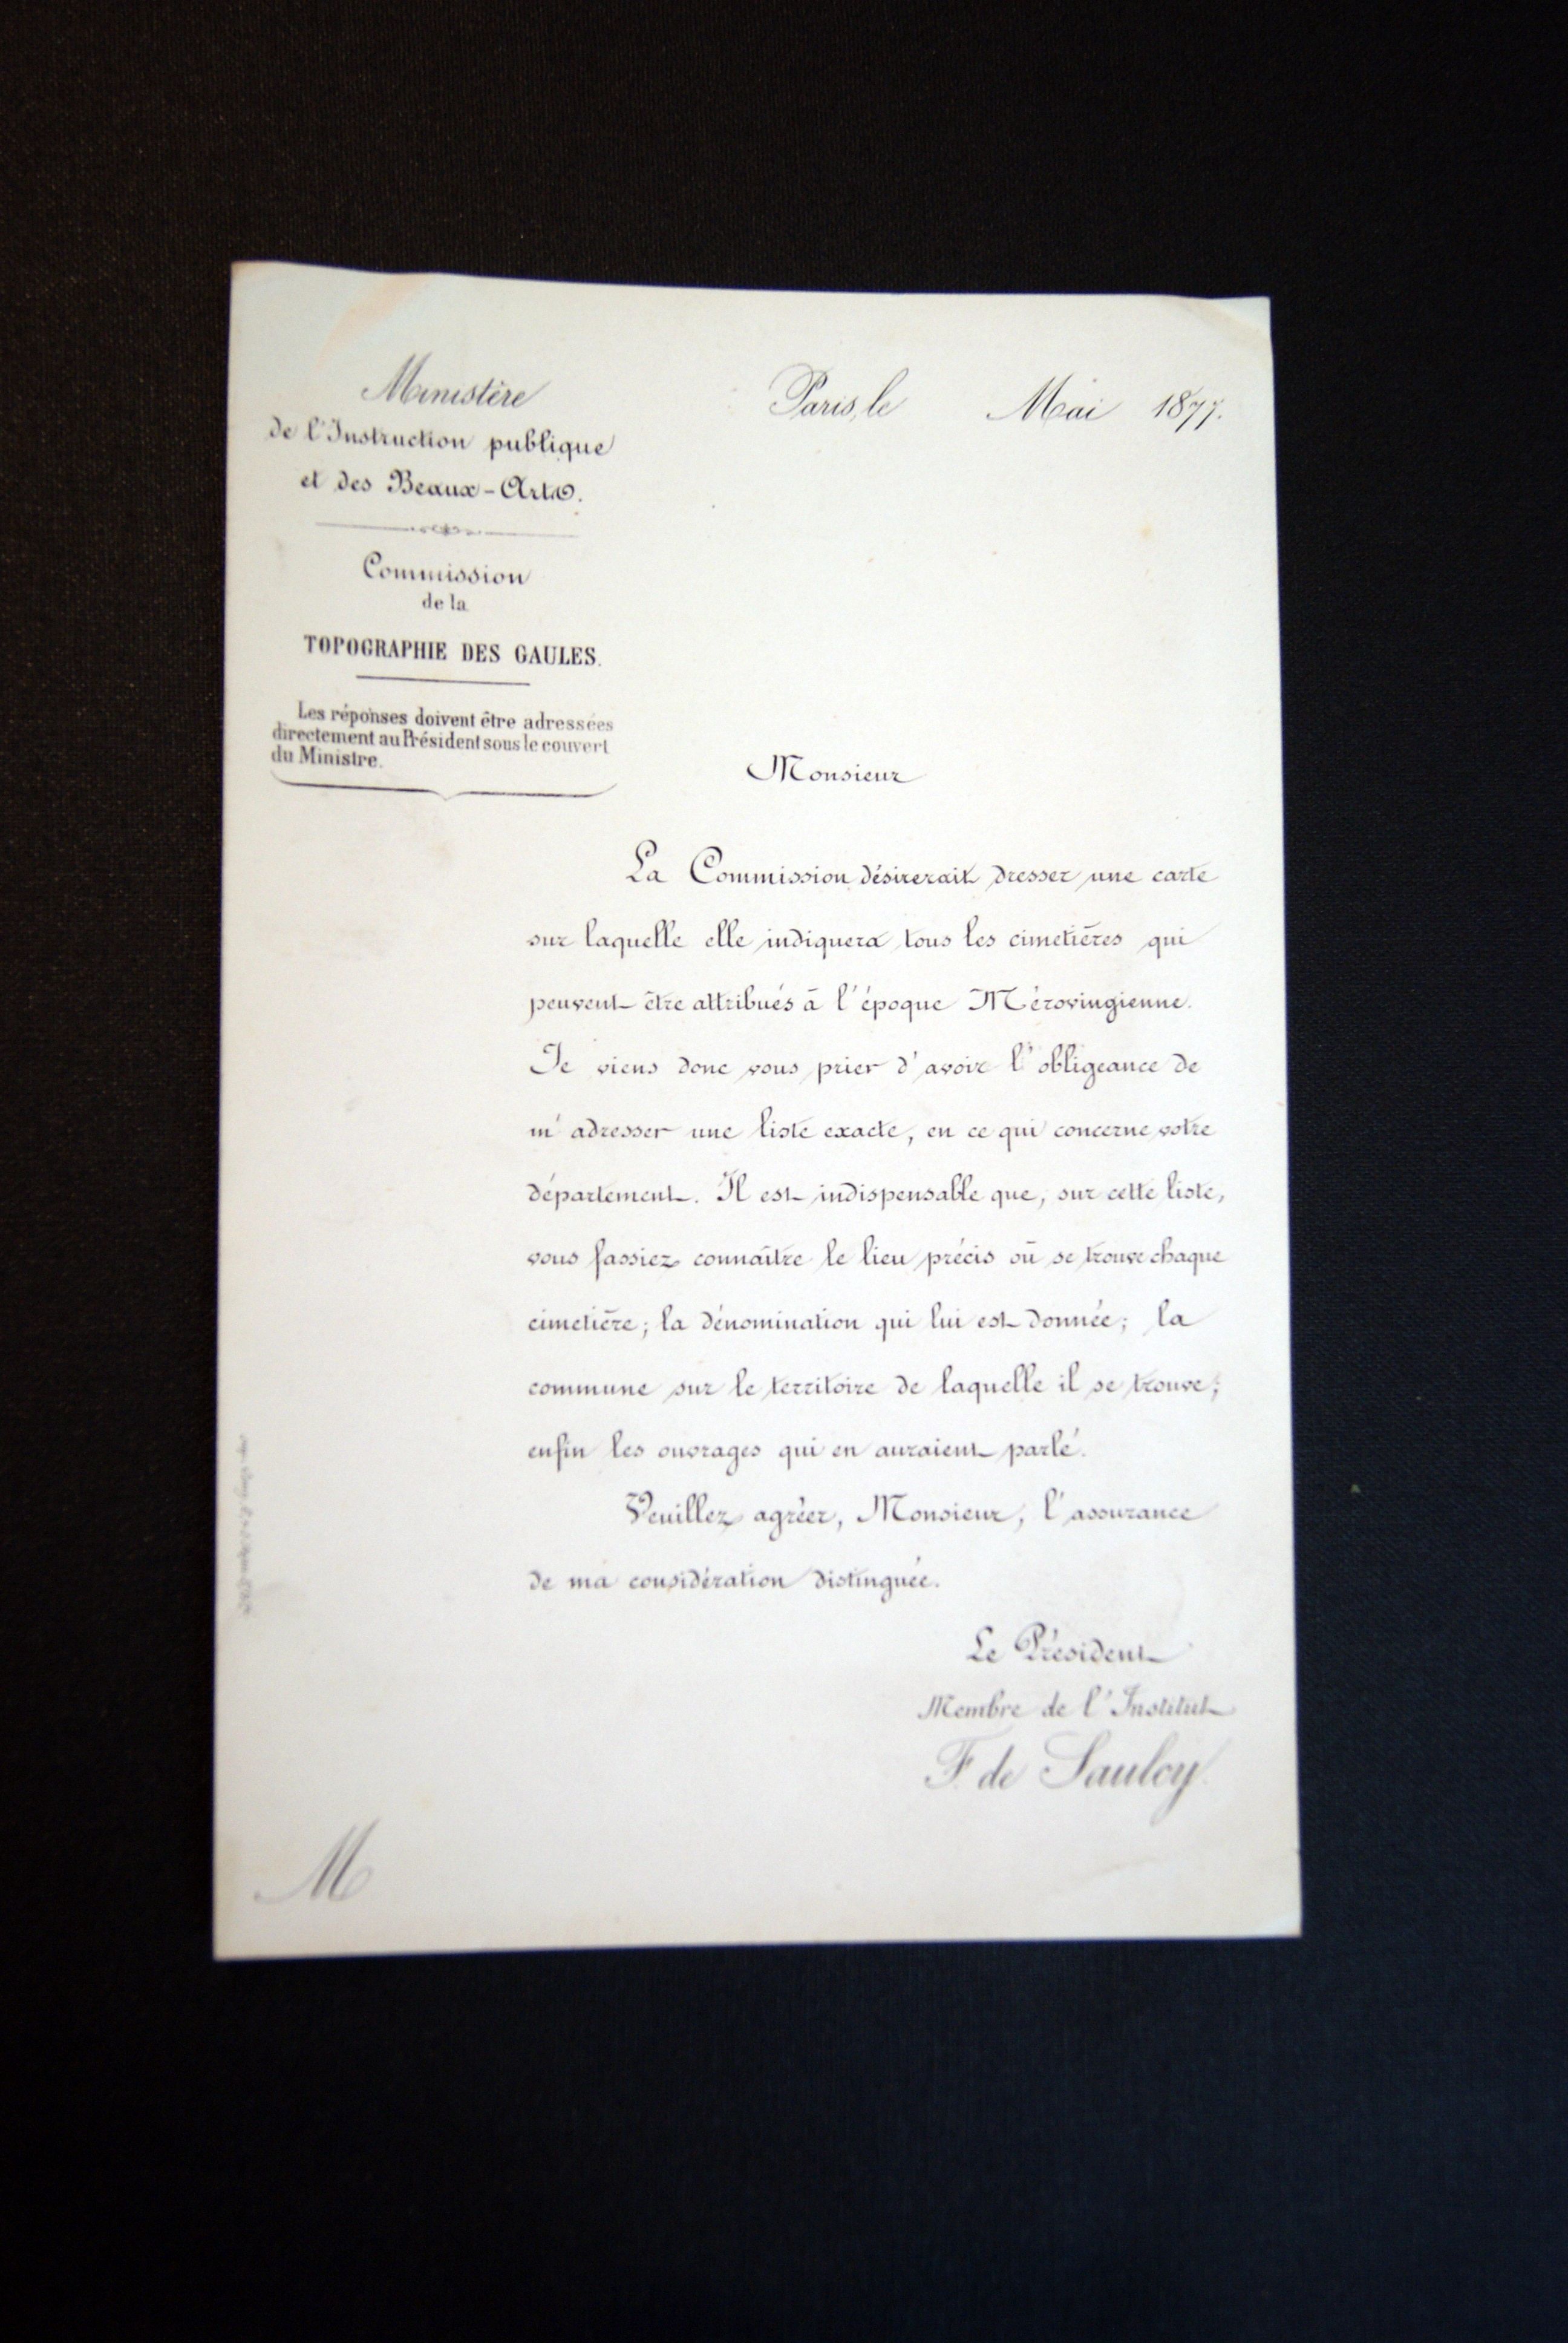 Ministère
de l'Instruction publique
et des Beaux-Arts.
Commission
de la
TOPOGRAPHIE DES GAULES.
Les réponses doivent être adressées
directement au Président sous le couvert
du Ministre.
Paris, le Mai 1877.
Monsieur
La Commission désirerait dresser une carte
sur laquelle elle indiquera tous les cimetières qui
peuvent être attribués à l'époque Mérovingienne.
Je viens donc vous prier d'avoir l'obligeance de
m'adresser une liste exacte, en ce qui concerne votre
département. Il est indispensable que, sur cette liste,
vous fassiez connaître le lieu précis où se trouve chaque
cimetière; la dénomination qui lui est donnée; la
commune sur le territoire de laquelle il se trouve;
enfin les ouvrages qui en auraient parlé.
Veuillez agréer, Monsieur, l'assurance
de ma considération distinguée.
Le Président
Membre de l'Institut
F. de Saulcy.
M